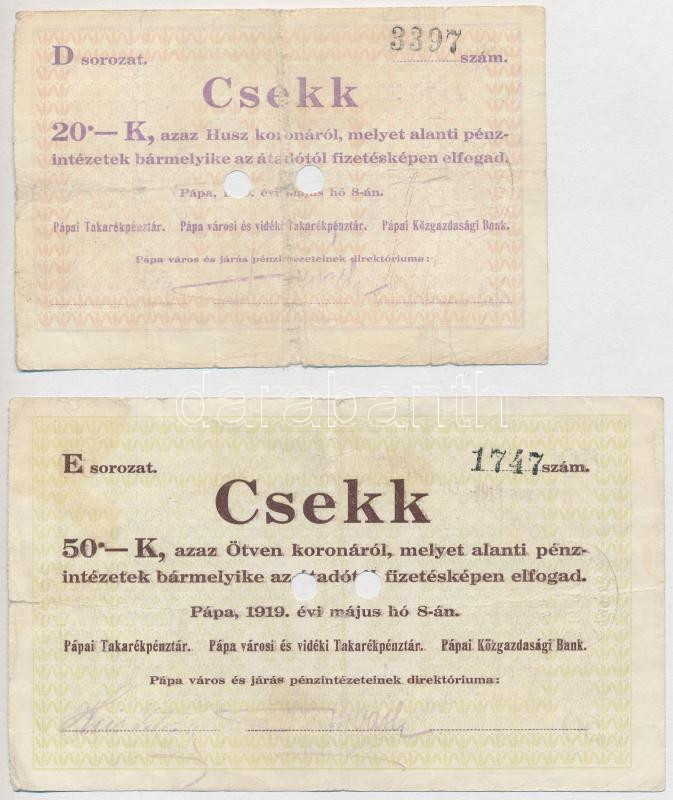 D sorozat. 3397 szám.
Csekk
20·— K, azaz Husz koronáról, melyet alanti pénz-
intézetek bármelyike az átadótól fizetésképen elfogad.
Pápa, évi május hó 8-án.
Pápai Takarékpénztár. Pápa városi és vidéki Takarékpénztár. Pápai Közgazdasági Bank.
Pápa város és járás pénzintézeteinek direktóriuma:
darabanth
E sorozat. 1747 szám.
Csekk
50·— K, azaz Ötven koronáról, melyet alanti pénz-
intézetek bármelyike az átadótól fizetésképen elfogad.
Pápa, 1919. évi május hó 8-án.
Pápai Takarékpénztár. Pápa városi és vidéki Takarékpénztár. Pápai Közgazdasági Bank.
Pápa város és járás pénzintézeteinek direktóriuma: